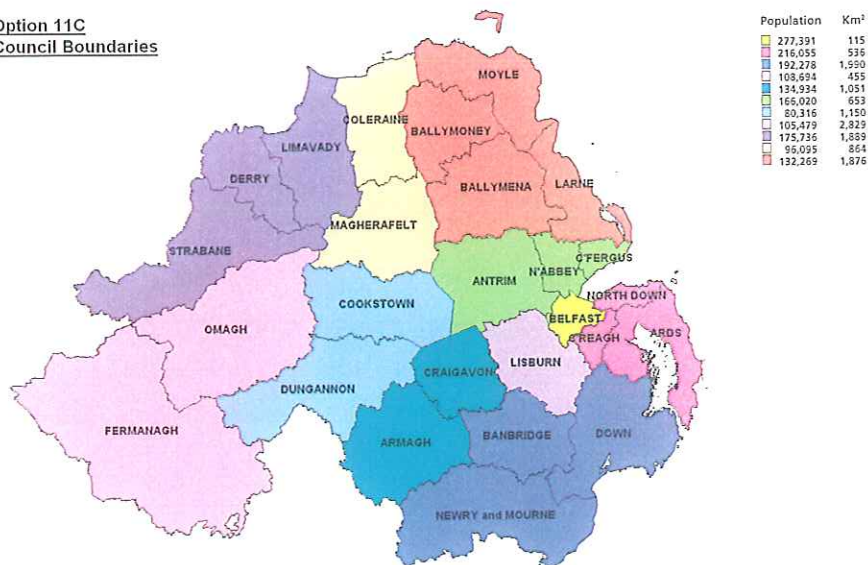 Option 11C
Council Boundaries
Population Km²
277,391 115
216,055 536
192,278 1,990
108,694 455
134,934 1,051
166,020 653
80,316 1,150
105,479 2,829
175,736 1,889
96,095 864
132,269 1,876
MOYLE
COLERAINE
BALLYMONEY
LIMAVADY
DERRY
BALLYMENA
LARNE
MAGHERAFELT
STRABANE
C'FERGUS
N'ABBEY
ANTRIM
NORTH DOWN
COOKSTOWN
BELFAST
OMAGH
ARDS
C'REAGH
LISBURN
CRAIGAVON
DUNGANNON
FERMANAGH
ARMAGH
BANBRIDGE
DOWN
NEWRY and MOURNE